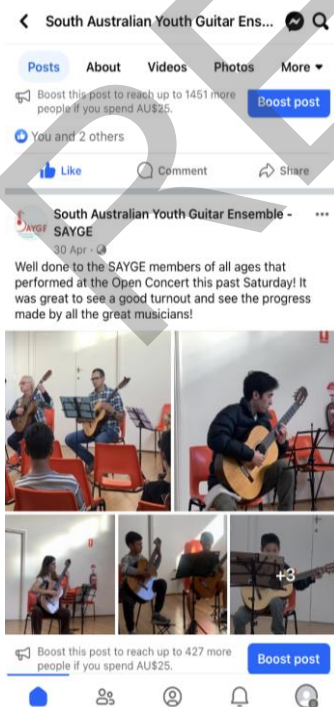 South Australian Youth Guitar Ens...
Posts About Videos Photos More
Boost this post to reach up to 1451 more
people if you spend AU$25.
Boost post
You and 2 others
Like Comment Share
SAYGE
South Australian Youth Guitar Ensemble -
SAYGE
30 Apr ·
Well done to the SAYGE members of all ages that
performed at the Open Concert this past Saturday! It
was great to see a good turnout and see the progress
made by all the great musicians!
+3
Boost this post to reach up to 427 more
people if you spend AU$25.
Boost post